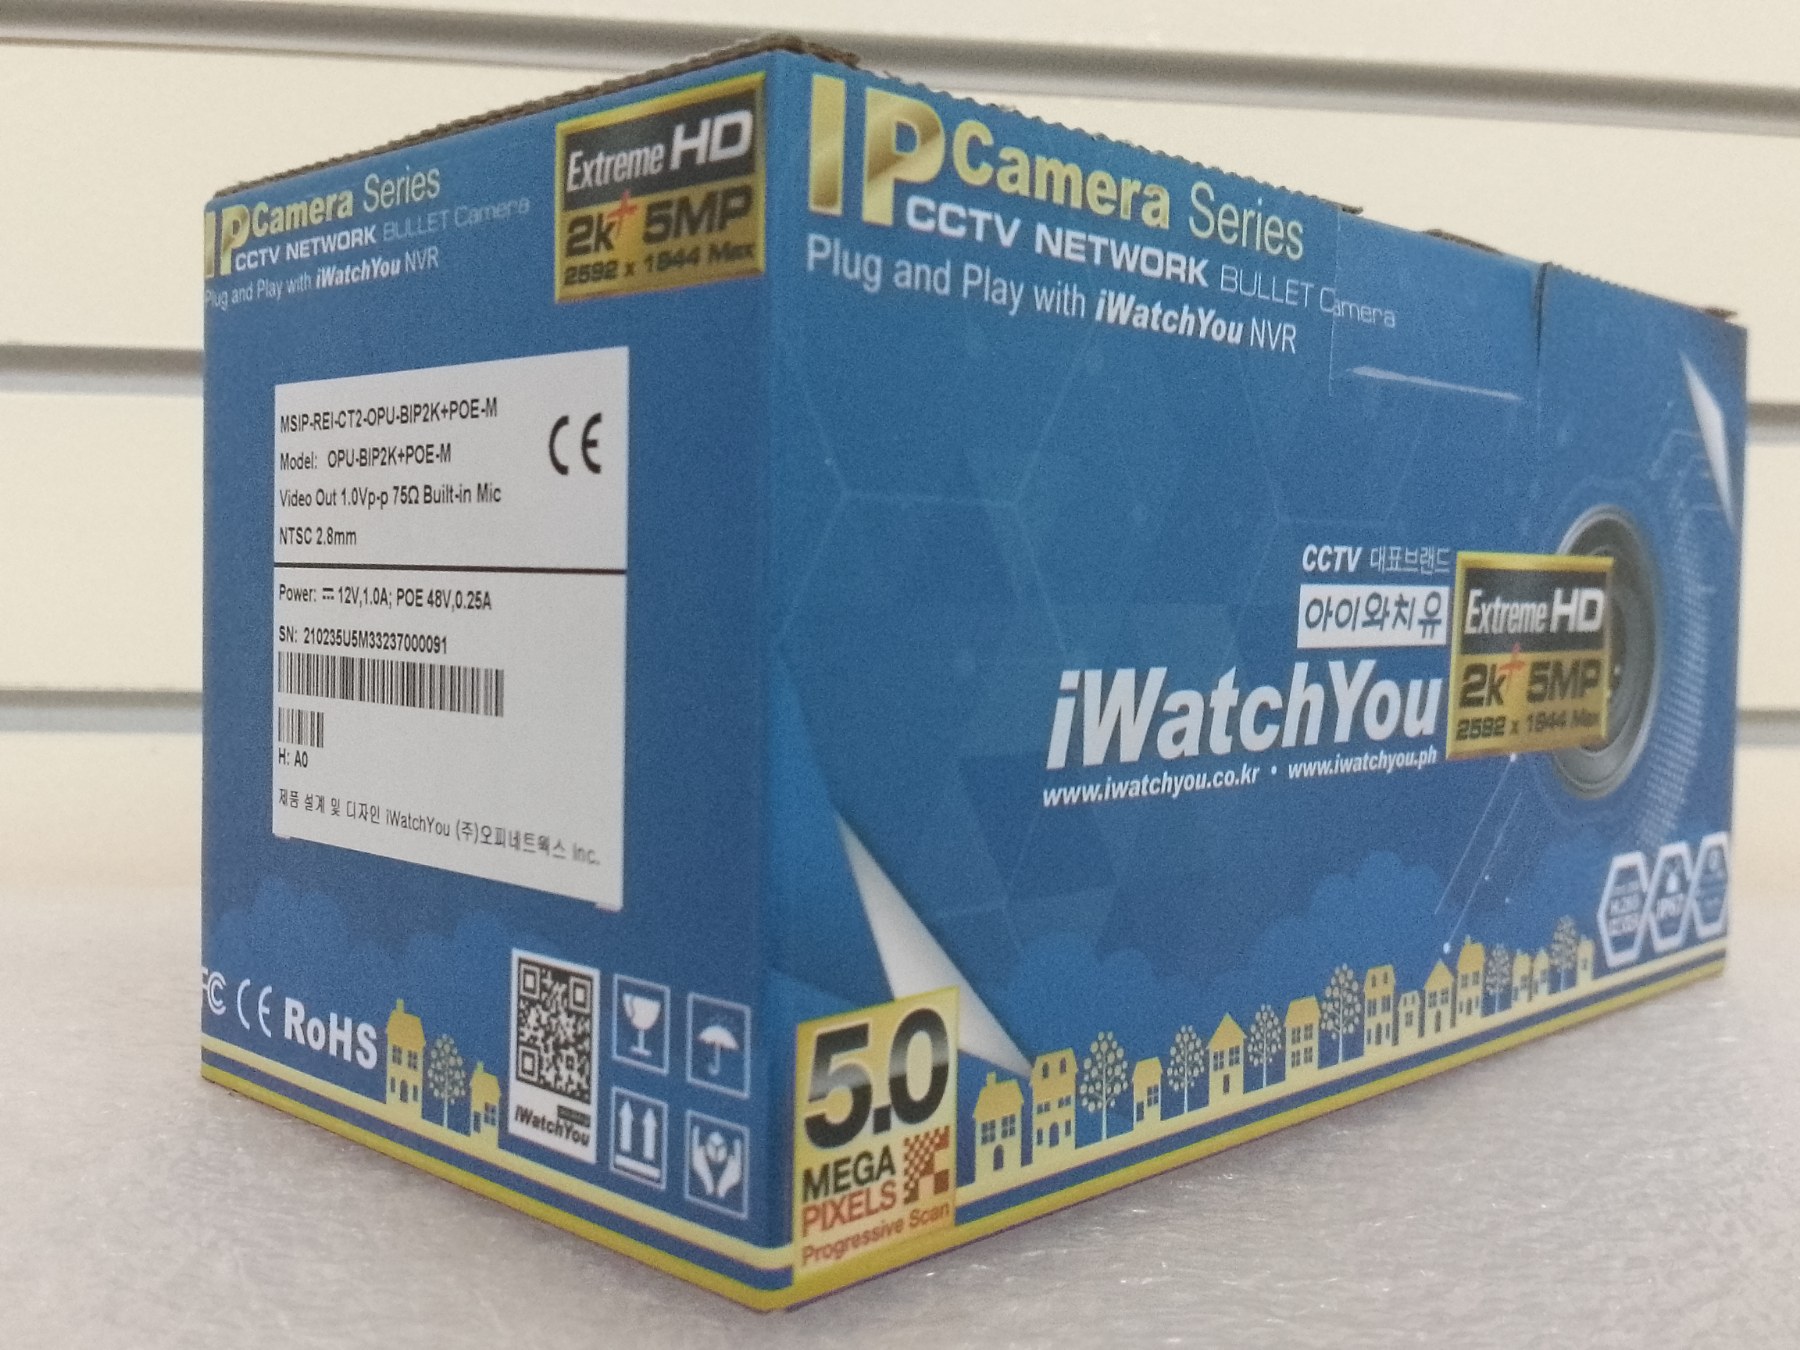 IP Camera Series
CCTV NETWORK BULLET Camera
Plug and Play with iWatchYou NVR
Extreme HD
2k+ 5MP
2592 x 1944 Max
MSIP-REI-CT2-OPU-BIP2K+POE-M
Model: OPU-BIP2K+POE-M
Video Out 1.0Vp-p 75Ω Built-in Mic
NTSC 2.8mm
CE
Power: ⎓ 12V,1.0A; POE 48V,0.25A
SN: 210235U5M33237000091
H: A0
제품 설계 및 디자인 iWatchYou (주)오피네트웍스 Inc.
FC CE RoHS
iWatchYou
IP Camera Series
CCTV NETWORK BULLET Camera
Plug and Play with iWatchYou NVR
CCTV 대표브랜드
아이와치유
iWatchYou
www.iwatchyou.co.kr • www.iwatchyou.ph
Extreme HD
2k+ 5MP
2592 x 1944 Max
IP67
5.0
MEGA
PIXELS
Progressive Scan